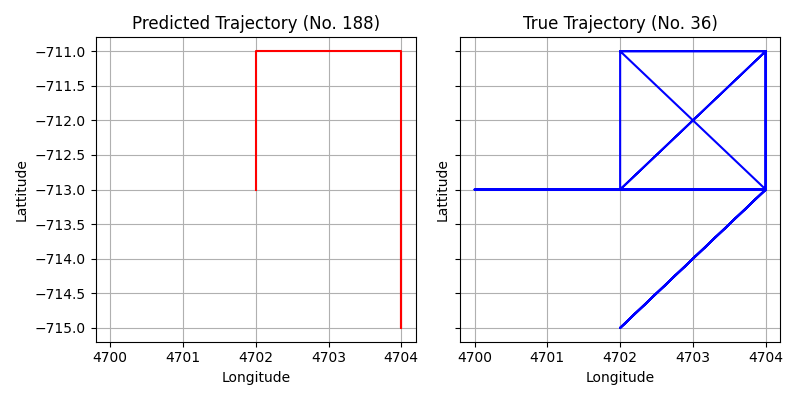 Predicted Trajectory (No. 188)
True Trajectory (No. 36)
−711.0
−711.5
−712.0
−712.5
−713.0
−713.5
−714.0
−714.5
−715.0
Lattitude
Lattitude
4700 4701 4702 4703 4704
4700 4701 4702 4703 4704
Longitude
Longitude